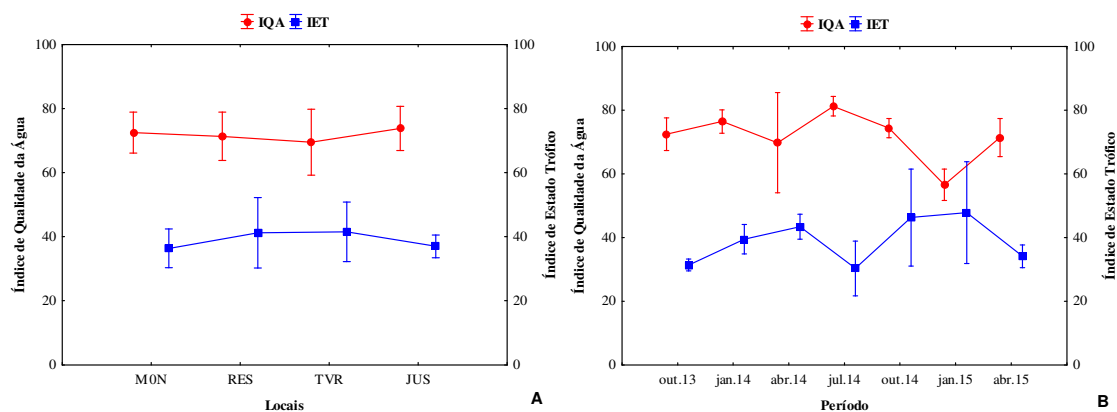 IQA IET
100
80
60
40
20
0
Índice de Qualidade da Água
100
80
60
40
20
0
Índice de Estado Trófico
M0N RES TVR JUS
Locais
A
IQA IET
100
80
60
40
20
0
Índice de Qualidade da Água
100
80
60
40
20
0
Índice de Estado Trófico
out.13 jan.14 abr.14 jul.14 out.14 jan.15 abr.15
Período
B